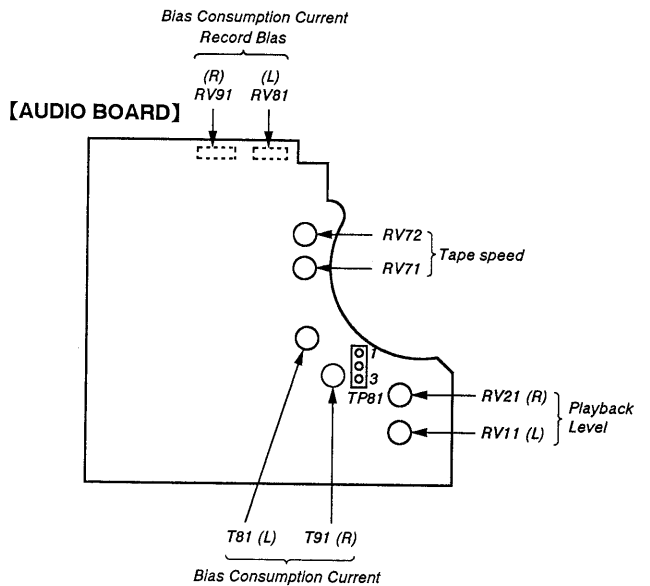 Bias Consumption Current
Record Bias
(R) (L)
RV91 RV81
【AUDIO BOARD】
RV72
RV71
Tape speed
1
3
TP81
RV21 (R)
RV11 (L)
Playback
Level
T81 (L) T91 (R)
Bias Consumption Current